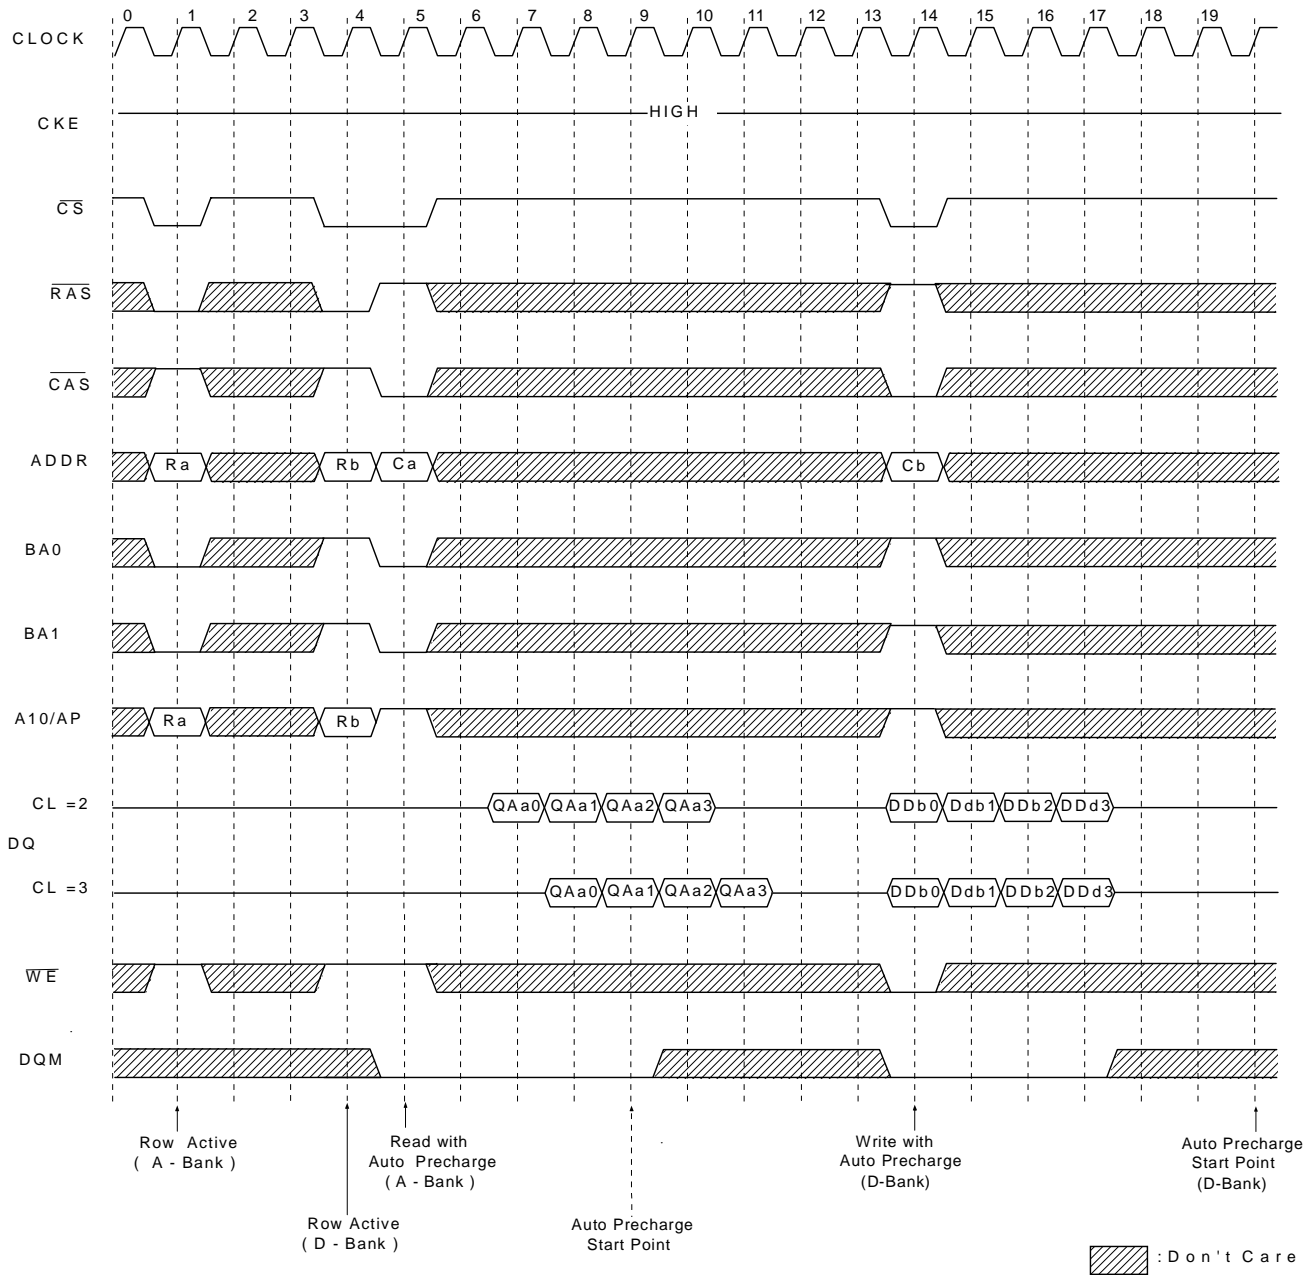 0 1 2 3 4 5 6 7 8 9 10 11 12 13 14 15 16 17 18 19
CLOCK
CKE
HIGH
CS
RAS
CAS
ADDR
Ra Rb Ca Cb
BA0
BA1
A10/AP
Ra Rb
CL =2
QAa0 QAa1 QAa2 QAa3 DDb0 Ddb1 DDb2 DDd3
DQ
CL =3
QAa0 QAa1 QAa2 QAa3 DDb0 Ddb1 DDb2 DDd3
WE
DQM
Row Active
( A - Bank )
Read with
Auto Precharge
( A - Bank )
Write with
Auto Precharge
(D-Bank)
Auto Precharge
Start Point
(D-Bank)
Row Active
( D - Bank )
Auto Precharge
Start Point
: Don't Care